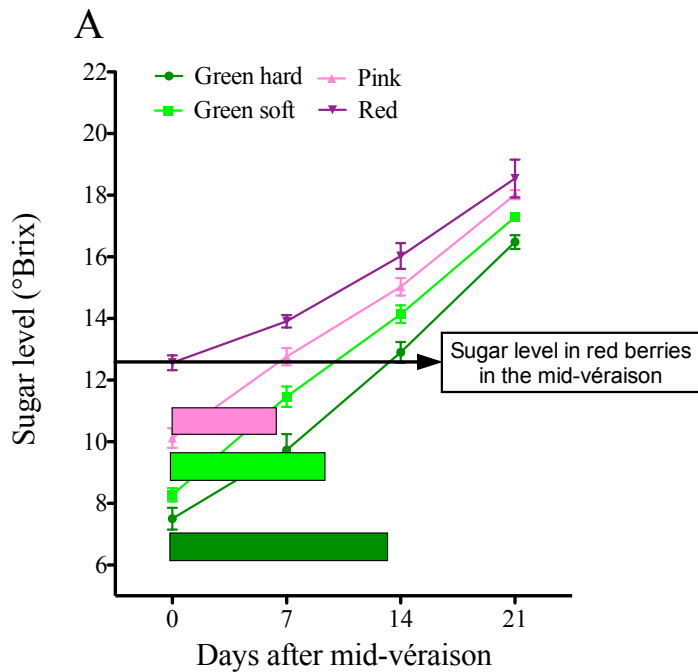 A
Green hard
Pink
Green soft
Red
Sugar level (°Brix)
22
20
18
16
14
12
10
8
6
Sugar level in red berries
in the mid-véraison
0
7
14
21
Days after mid-véraison